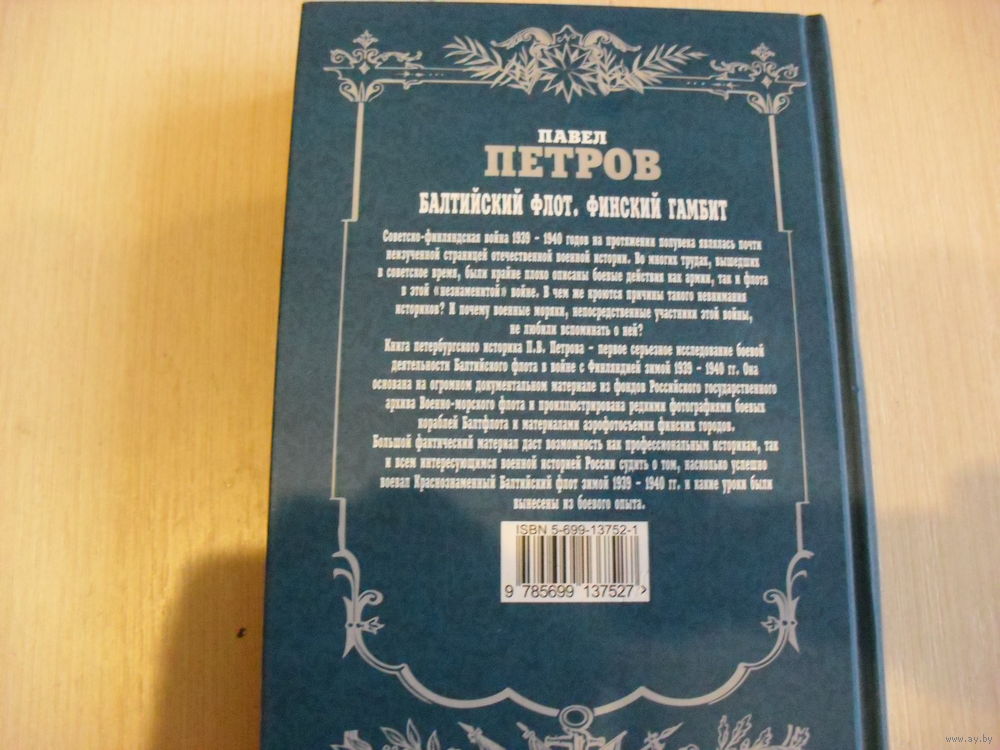 ПАВЕЛ
ПЕТРОВ
БАЛТИЙСКИЙ ФЛОТ. ФИНСКИЙ ГАМБИТ
Советско-финляндская война 1939 - 1940 годов на протяжении полувека являлась почти
неизученной страницей отечественной военной истории. Во многих трудах, вышедших
в советское время, были крайне плохо описаны боевые действия как армии, так и флота
в этой «незнаменитой» войне. В чем же кроются причины такого невнимания
историков? И почему военные моряки, непосредственные участники этой войны,
не любили вспоминать о ней?
Книга петербургского историка П.В. Петрова - первое серьезное исследование боевой
деятельности Балтийского флота в войне с Финляндией зимой 1939 - 1940 гг. Она
основана на огромном документальном материале из фондов Российского государственного
архива Военно-морского флота и проиллюстрирована редкими фотографиями боевых
кораблей Балтфлота и материалами аэрофотосъемки финских городов.
Большой фактический материал даст возможность как профессиональным историкам, так
и всем интересующимся военной историей России судить о том, насколько успешно
воевал Краснознаменный Балтийский флот зимой 1939 - 1940 гг. и какие уроки были
вынесены из боевого опыта.
ISBN 5-699-13752-1
9 785699 137527 >
www.ay.by